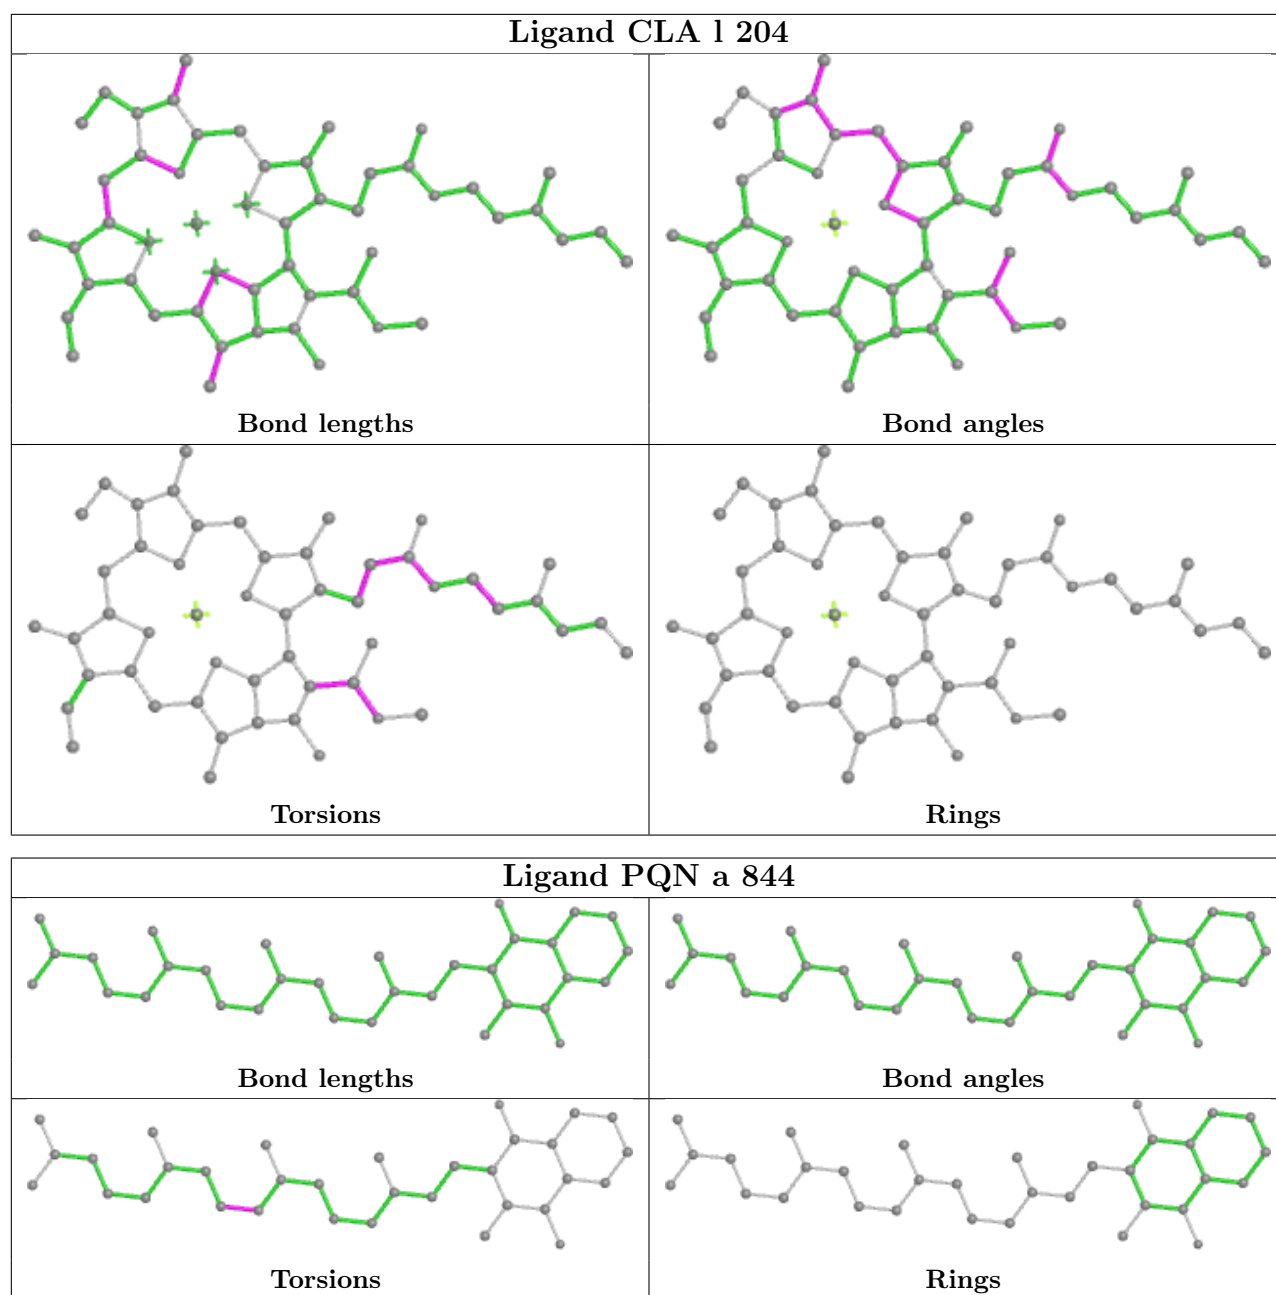 Ligand CLA l 204
Bond lengths
Bond angles
Torsions
Rings
Ligand PQN a 844
Bond lengths
Bond angles
Torsions
Rings